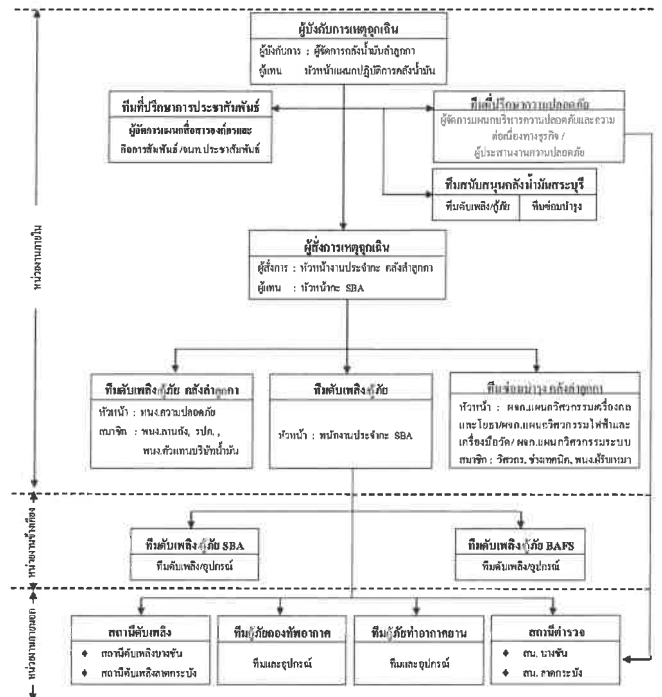 ผู้บังคับการเหตุฉุกเฉิน
ผู้บังคับการ : ผู้จัดการคลังน้ำมันลำลูกกา
ผู้แทน หัวหน้าแผนกปฏิบัติการคลังน้ำมัน
ทีมที่ปรึกษาการประชาสัมพันธ์
ผู้จัดการแผนกสื่อสารองค์กรและ
กิจการสัมพันธ์ /จนท.ประชาสัมพันธ์
ทีมที่ปรึกษาความปลอดภัย
ผู้จัดการแผนกบริหารความปลอดภัยและความ
ต่อเนื่องทางธุรกิจ /
ผู้ประสานงานความปลอดภัย
ทีมสนับสนุนคลังน้ำมันสระบุรี
ทีมดับเพลิง/กู้ภัย ทีมซ่อมบำรุง
หน่วยงานภายใน
ผู้สั่งการเหตุฉุกเฉิน
ผู้สั่งการ : หัวหน้างานประจำกะ คลังลำลูกกา
ผู้แทน : หัวหน้ากะ SBA
ทีมดับเพลิง/กู้ภัย คลังลำลูกกา
หัวหน้า : พนง.ความปลอดภัย
สมาชิก : พนง.ลานถัง, รปภ. ,
พนง.ตัวแทนบริษัทน้ำมัน
ทีมดับเพลิง/กู้ภัย
หัวหน้า : พนักงานประจำกะ SBA
ทีมซ่อมบำรุง คลังลำลูกกา
หัวหน้า : ผจก.แผนกวิศวกรรมเครื่องกล
และโยธา/ผจก.แผนกวิศวกรรมไฟฟ้าและ
เครื่องมือวัด/ ผจก.แผนกวิศวกรรมระบบ
สมาชิก : วิศวกร, ช่างเทคนิค, พนง.ผู้รับเหมา
หน่วยงานข้างเคียง
ทีมดับเพลิง/กู้ภัย SBA
ทีมดับเพลิง/อุปกรณ์
ทีมดับเพลิง/กู้ภัย BAFS
ทีมดับเพลิง/อุปกรณ์
หน่วยงานภายนอก
สถานีดับเพลิง
◆ สถานีดับเพลิงบางชัน
◆ สถานีดับเพลิงลาดกระบัง
ทีมกู้ภัยกองทัพอากาศ
ทีมและอุปกรณ์
ทีมกู้ภัยท่าอากาศยาน
ทีมและอุปกรณ์
สถานีตำรวจ
◆ สน. บางชัน
◆ สน. ลาดกระบัง